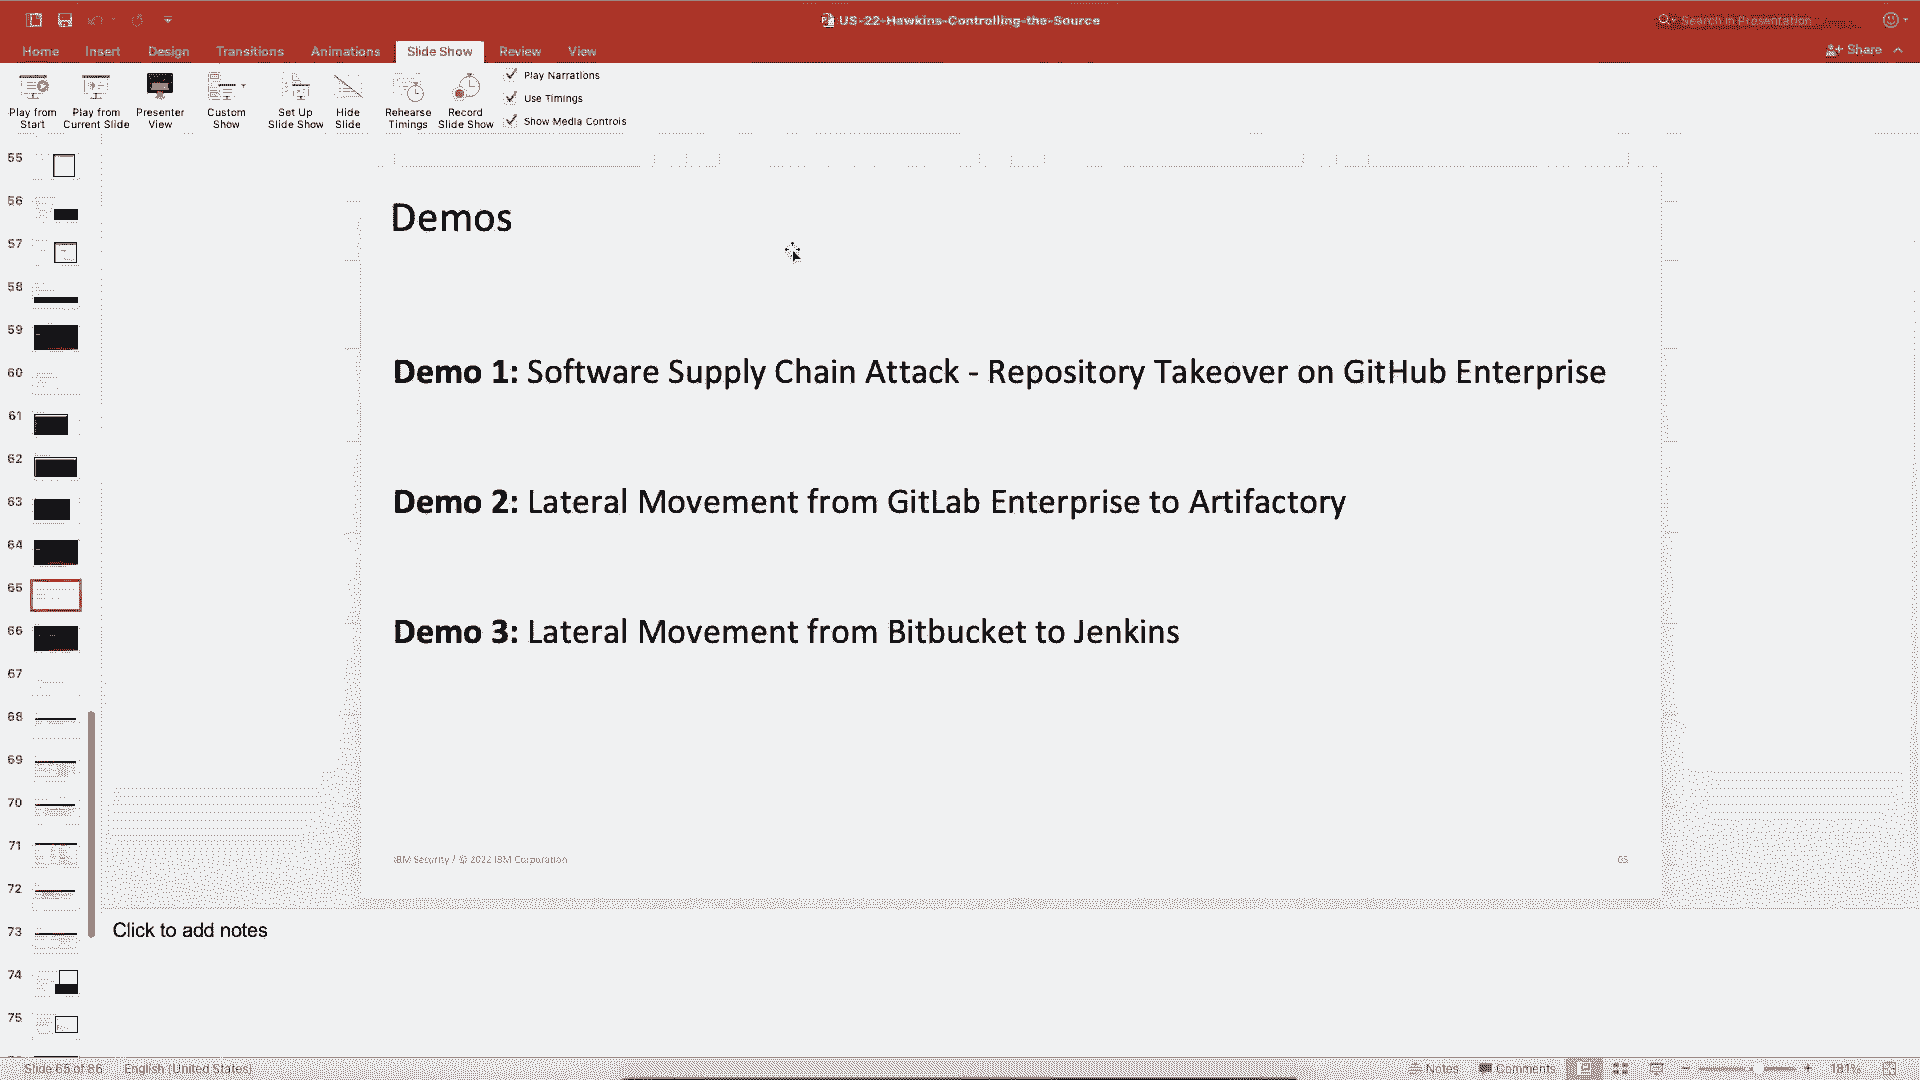 US-22-Hawkins-Controlling-the-Source
Search in Presentation
Home Insert Design Transitions Animations Slide Show Review View
Share
Play from Start
Play from Current Slide
Presenter View
Custom Show
Set Up Slide Show
Hide Slide
Rehearse Timings
Record Slide Show
Play Narrations
Use Timings
Show Media Controls
55
56
57
58
59
60
61
62
63
64
65
66
67
68
69
70
71
72
73
74
75
Demos
Demo 1: Software Supply Chain Attack - Repository Takeover on GitHub Enterprise
Demo 2: Lateral Movement from GitLab Enterprise to Artifactory
Demo 3: Lateral Movement from Bitbucket to Jenkins
IBM Security / © 2022 IBM Corporation
65
Click to add notes
Slide 65 of 86 English (United States)
Notes Comments 181%